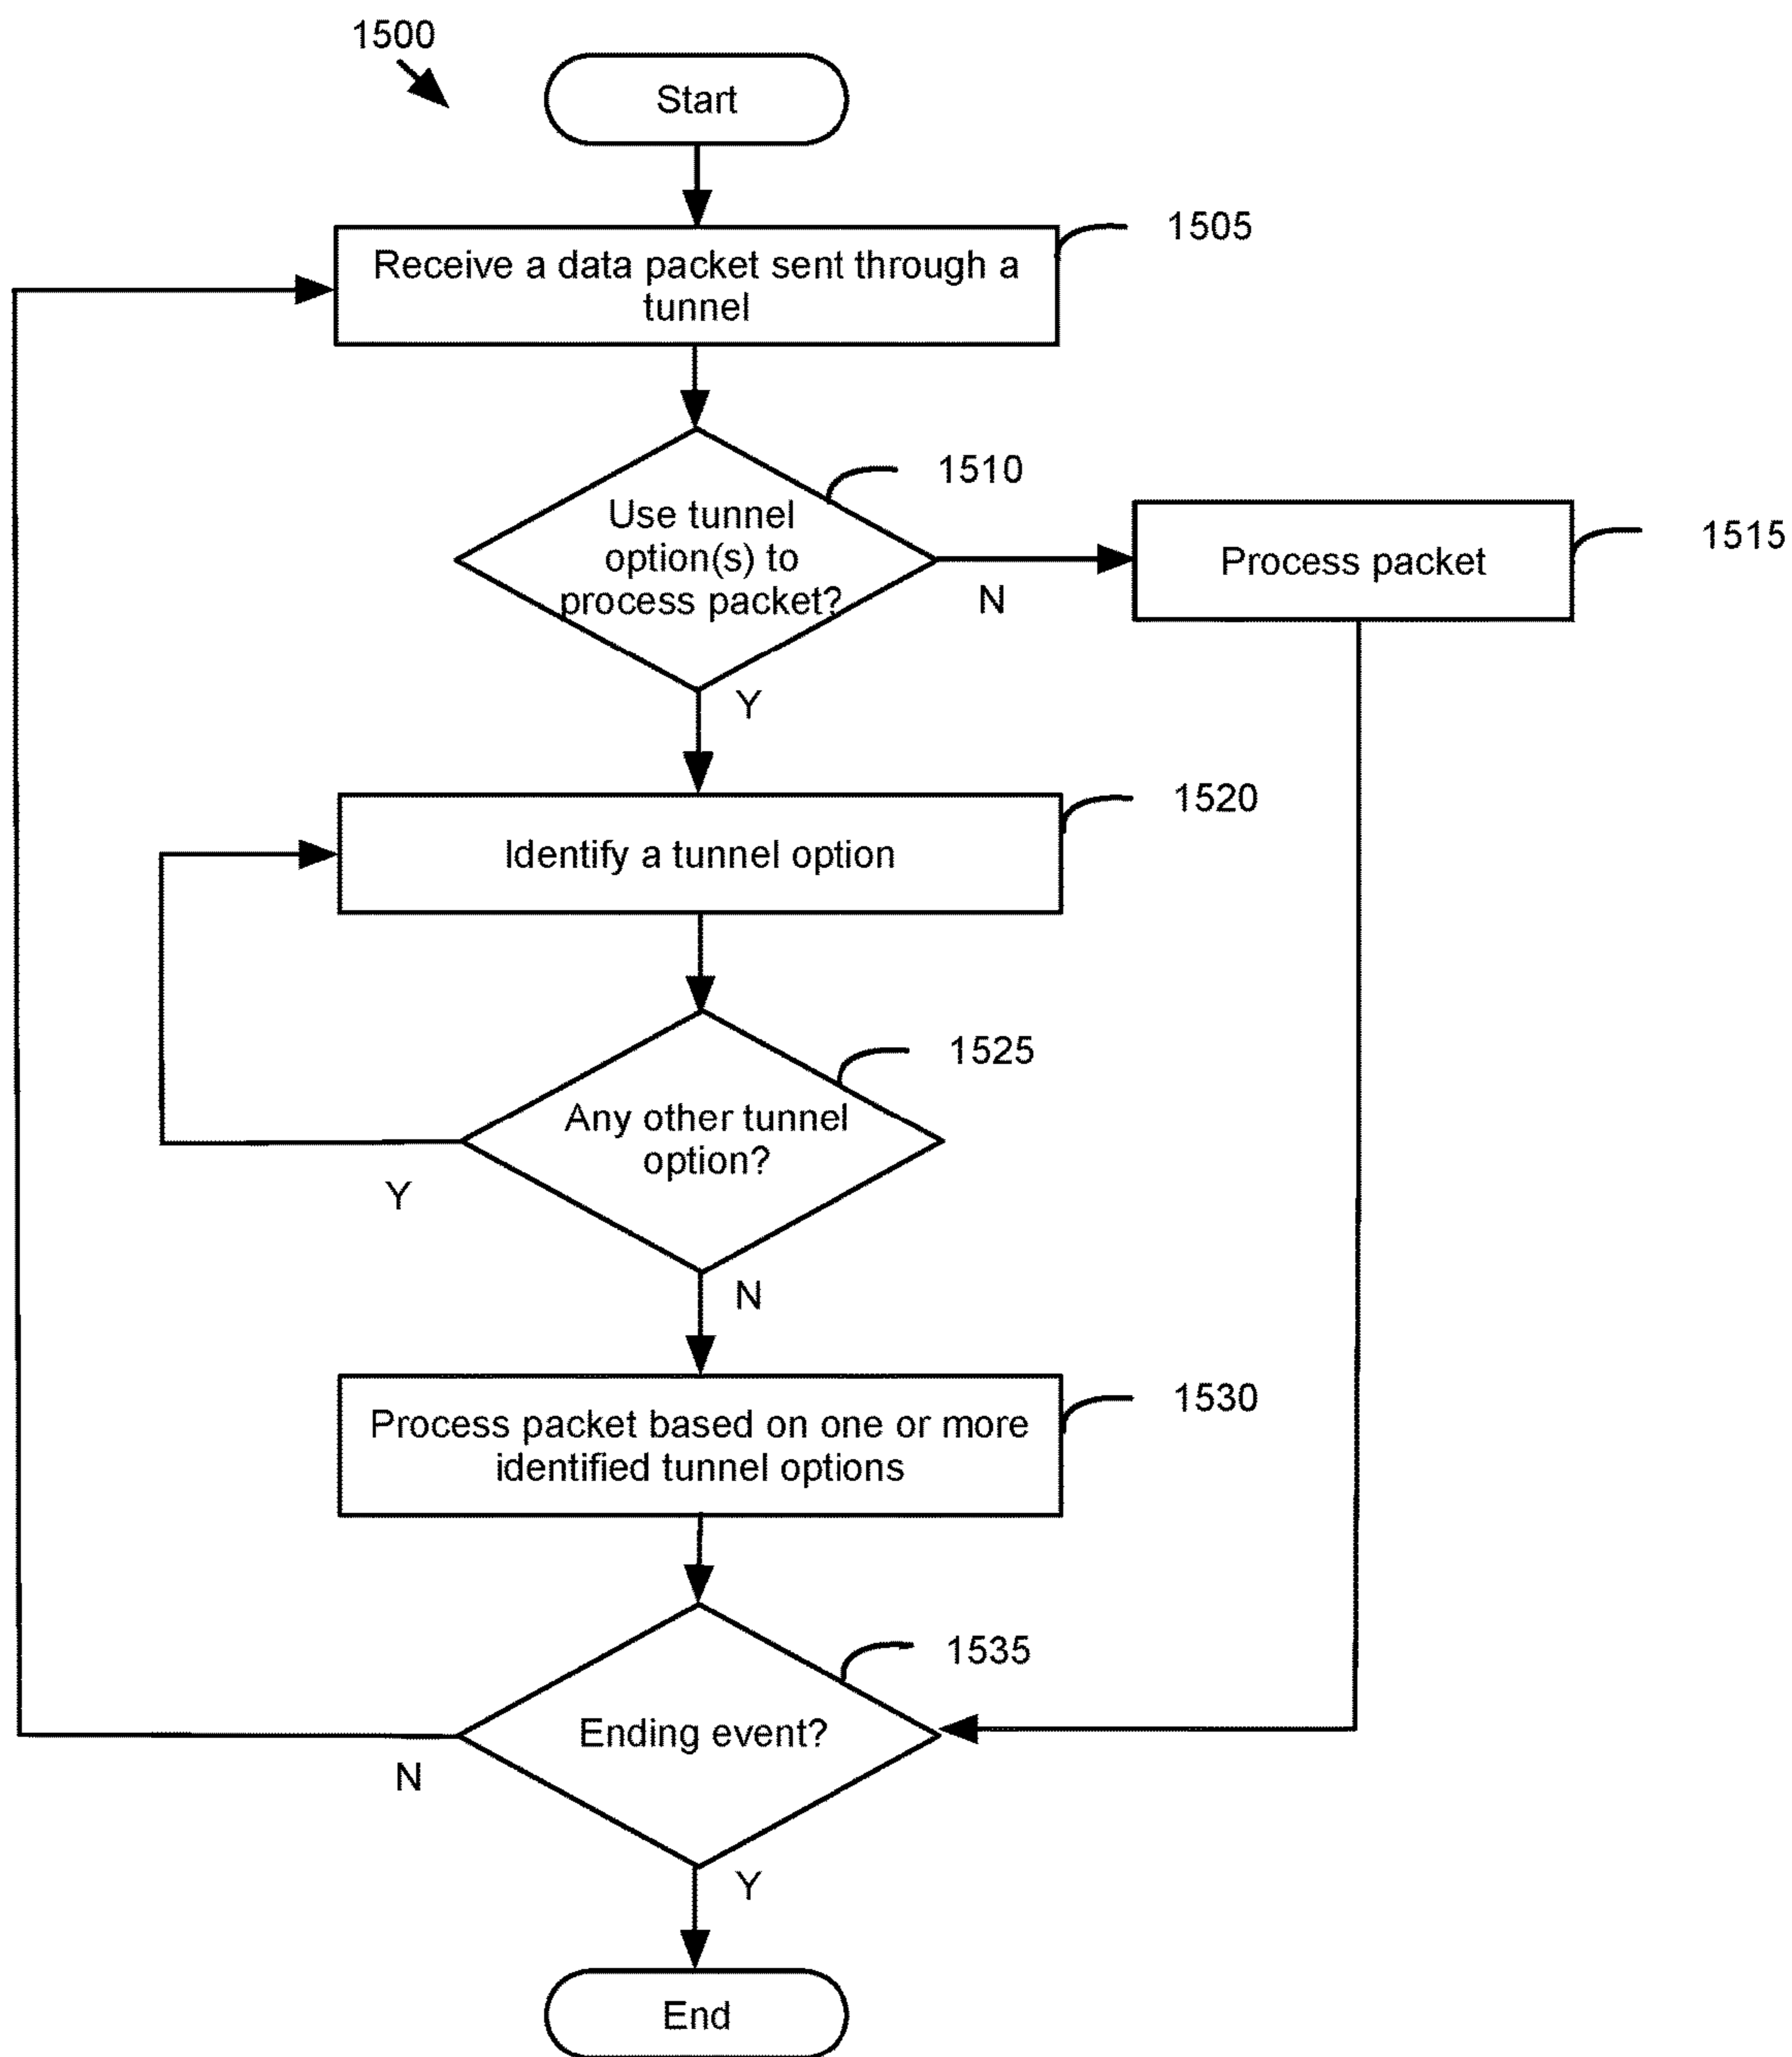 1500
Start
1505
Receive a data packet sent through a
tunnel
1510
Use tunnel
option(s) to
process packet?
N
1515
Process packet
Y
1520
Identify a tunnel option
1525
Any other tunnel
option?
Y
N
1530
Process packet based on one or more
identified tunnel options
1535
Ending event?
N
Y
End